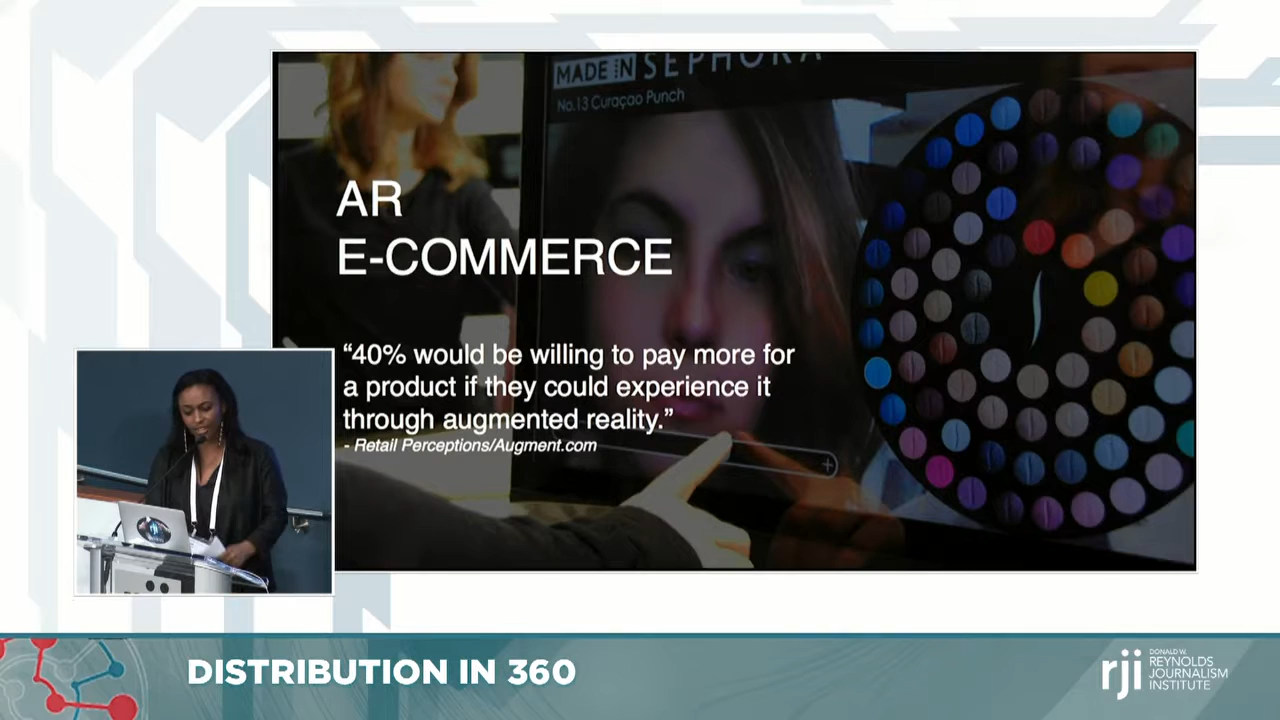 MADE IN SEPHORA
No.13 Curaçao Punch
AR
E-COMMERCE
“40% would be willing to pay more for
a product if they could experience it
through augmented reality.”
- Retail Perceptions/Augment.com
DISTRIBUTION IN 360
rji
DONALD W.
REYNOLDS
JOURNALISM
INSTITUTE